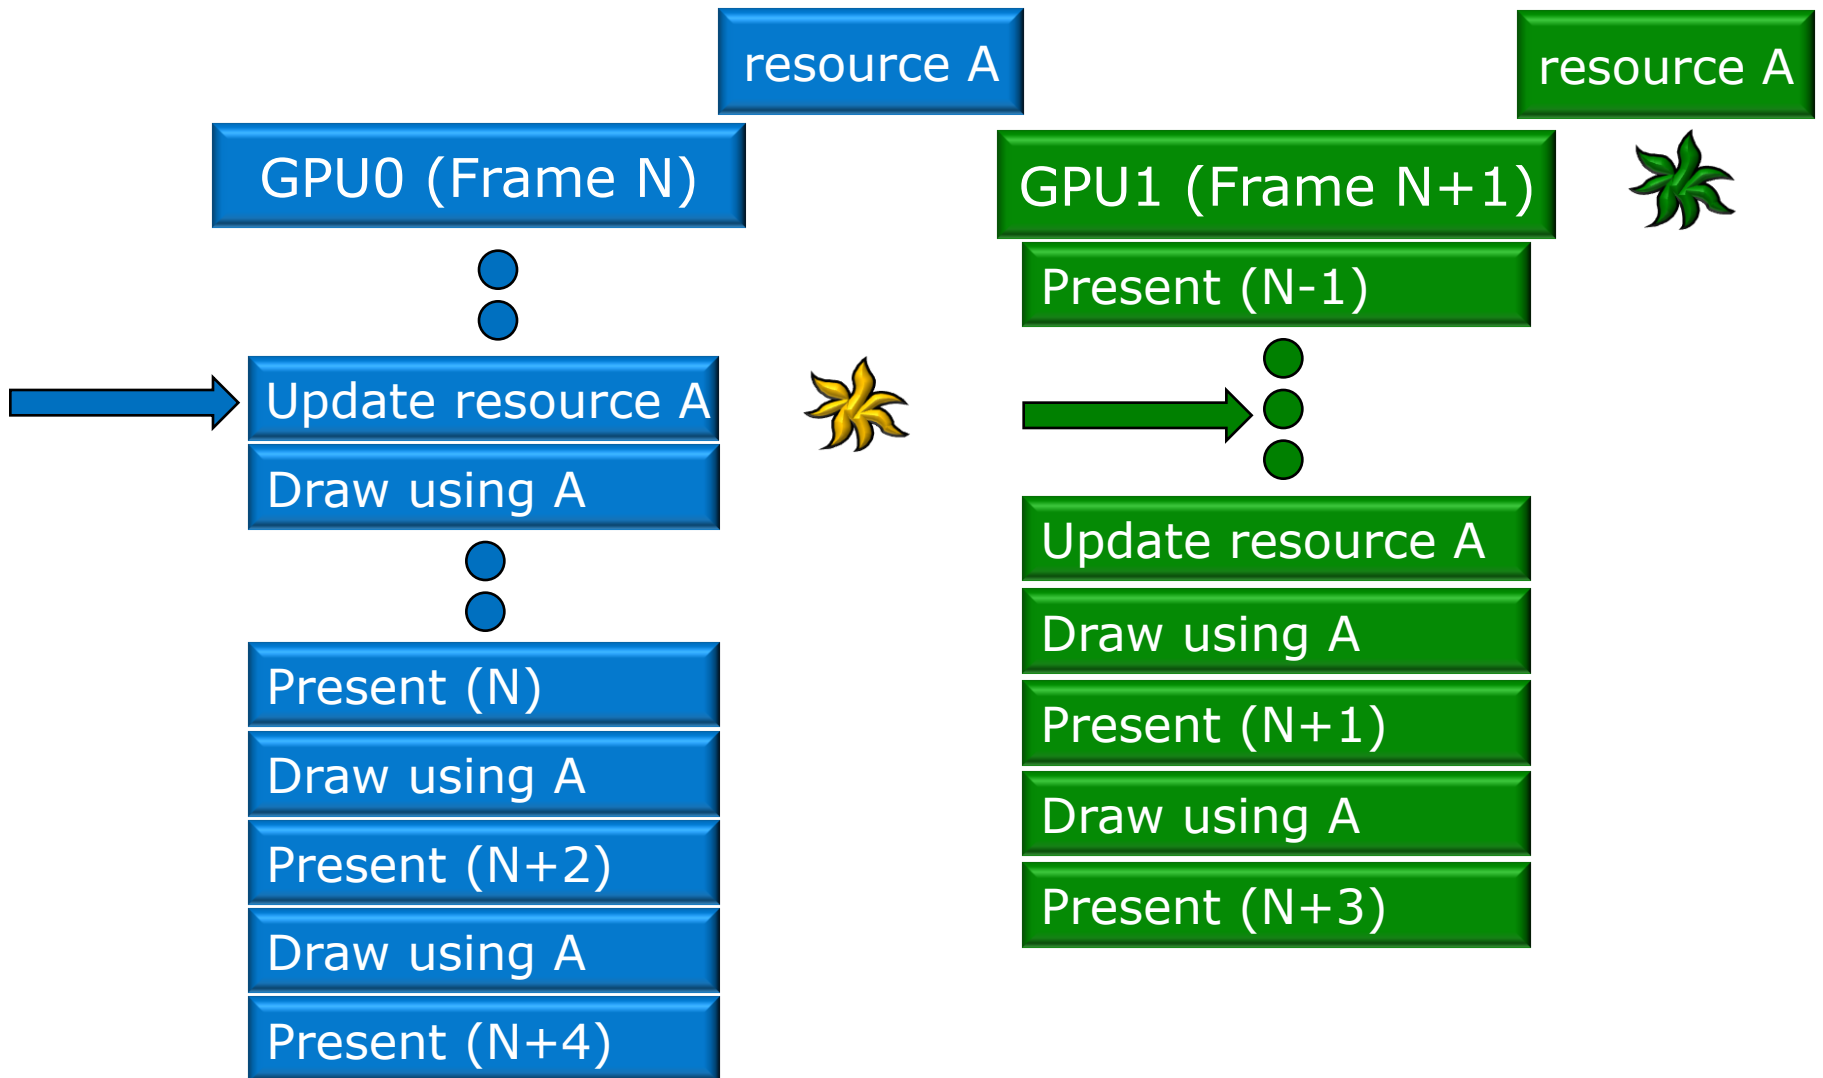 resource A
GPU0 (Frame N)
Update resource A
Draw using A
Present (N)
Draw using A
Present (N+2)
Draw using A
Present (N+4)
resource A
GPU1 (Frame N+1)
Present (N-1)
Update resource A
Draw using A
Present (N+1)
Draw using A
Present (N+3)